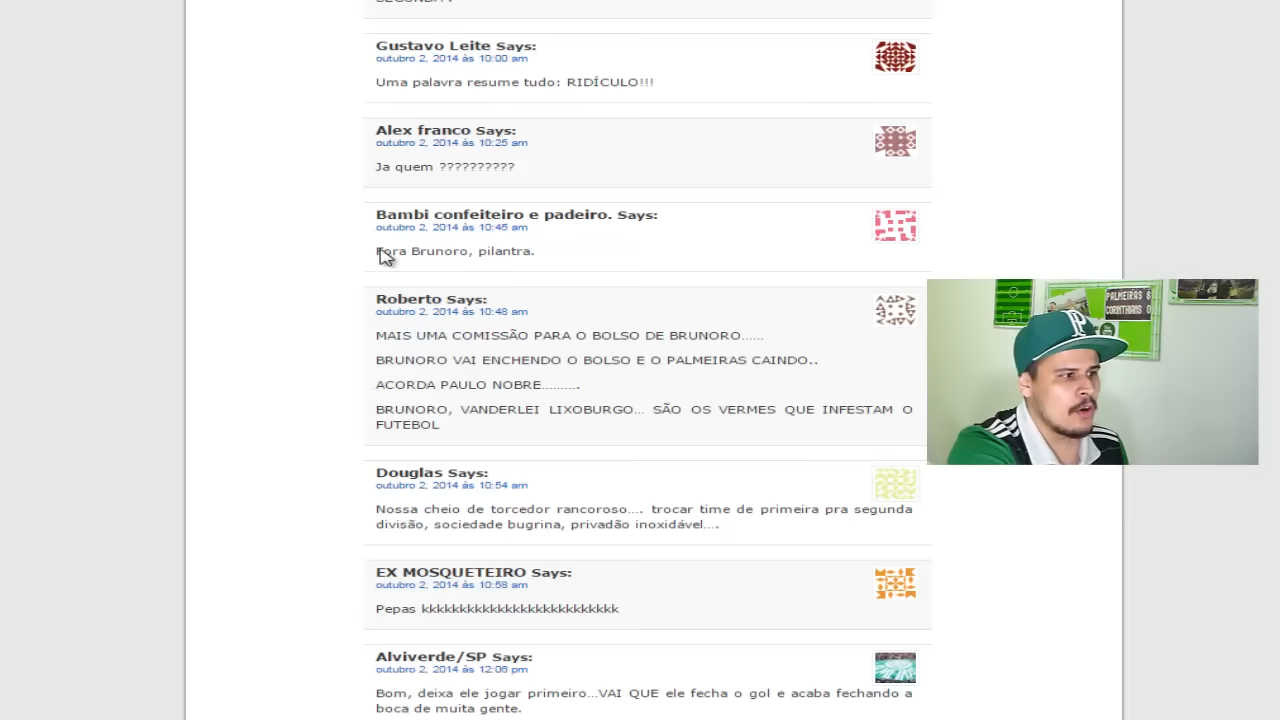 SEGUNDA .
Gustavo Leite Says:
outubro 2, 2014 às 10:00 am
Uma palavra resume tudo: RIDÍCULO!!!
Alex franco Says:
outubro 2, 2014 às 10:25 am
Ja quem ??????????
Bambi confeiteiro e padeiro. Says:
outubro 2, 2014 às 10:45 am
Fora Brunoro, pilantra.
Roberto Says:
outubro 2, 2014 às 10:48 am
MAIS UMA COMISSÃO PARA O BOLSO DE BRUNORO......
BRUNORO VAI ENCHENDO O BOLSO E O PALMEIRAS CAINDO..
ACORDA PAULO NOBRE..........
BRUNORO, VANDERLEI LIXOBURGO... SÃO OS VERMES QUE INFESTAM O
FUTEBOL
PALMEIRAS 8
CORINTHIANS 0
P
Douglas Says:
outubro 2, 2014 às 10:54 am
Nossa cheio de torcedor rancoroso.... trocar time de primeira pra segunda
divisão, sociedade bugrina, privadão inoxidável....
EX MOSQUETEIRO Says:
outubro 2, 2014 às 10:58 am
Pepas kkkkkkkkkkkkkkkkkkkkkkkkkk
Alviverde/SP Says:
outubro 2, 2014 às 12:06 pm
Bom, deixa ele jogar primeiro...VAI QUE ele fecha o gol e acaba fechando a
boca de muita gente.